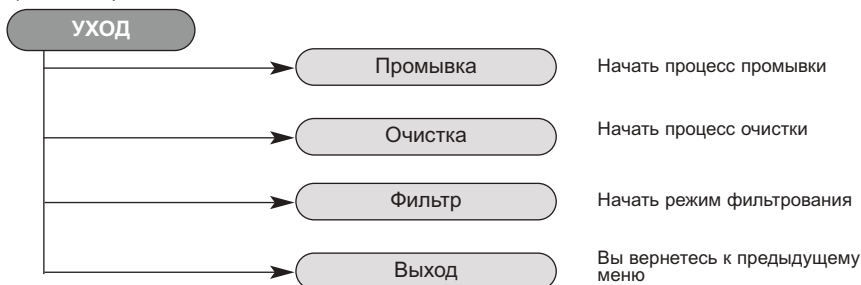 УХОД
Промывка
Начать процесс промывки
Очистка
Начать процесс очистки
Фильтр
Начать режим фильтрования
Выход
Вы вернетесь к предыдущему
меню